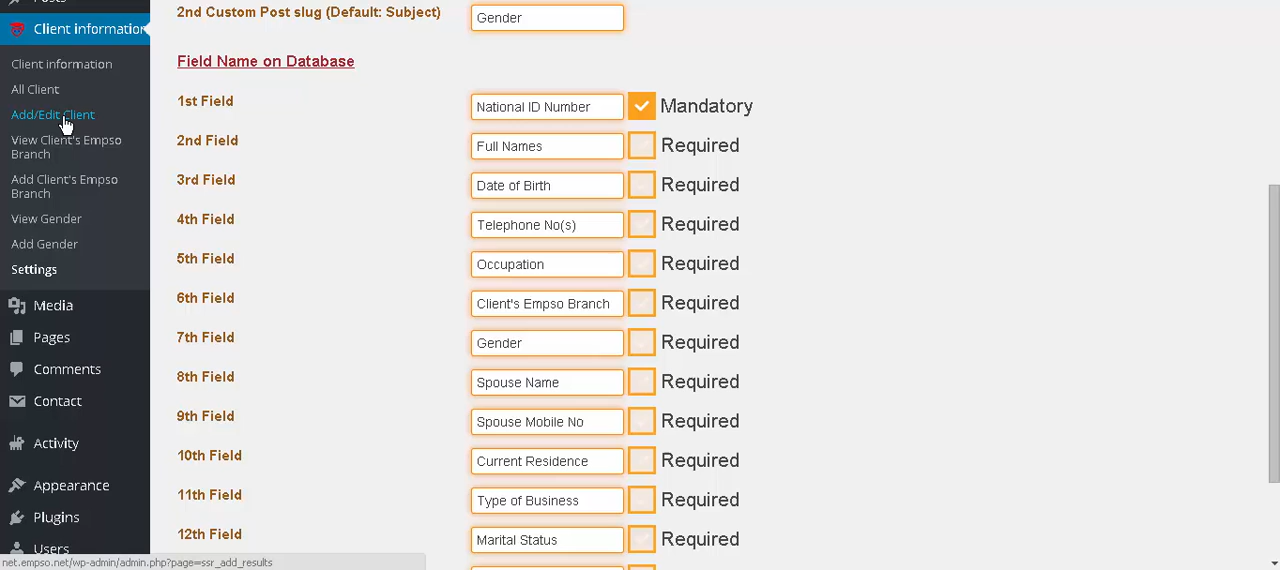 Posts
2nd Custom Post slug (Default: Subject)
Gender
Client information
Field Name on Database
Client information
All Client
Add/Edit Client
View Client's Empso
Branch
Add Client's Empso
Branch
View Gender
Add Gender
Settings
Media
Pages
Comments
Contact
Activity
Appearance
Plugins
Users
1st Field
National ID Number
Mandatory
2nd Field
Full Names
Required
3rd Field
Date of Birth
Required
4th Field
Telephone No(s)
Required
5th Field
Occupation
Required
6th Field
Client's Empso Branch
Required
7th Field
Gender
Required
8th Field
Spouse Name
Required
9th Field
Spouse Mobile No
Required
10th Field
Current Residence
Required
11th Field
Type of Business
Required
12th Field
Marital Status
Required
net.empso.net/wp-admin/admin.php?page=ssr_add_results